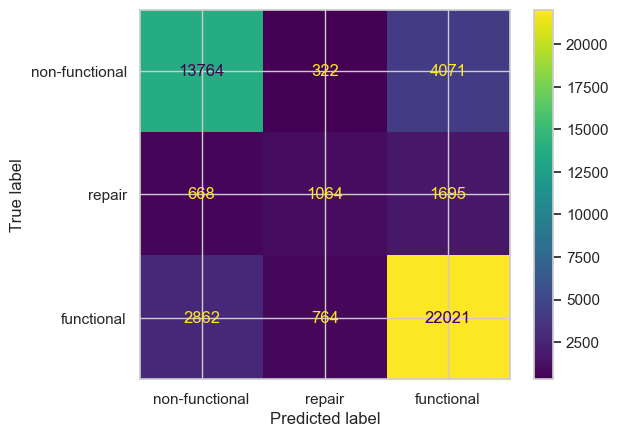 non-functional 13764 322 4071
repair 668 1064 1695
functional 2862 764 22021
non-functional repair functional
Predicted label
True label
20000
17500
15000
12500
10000
7500
5000
2500